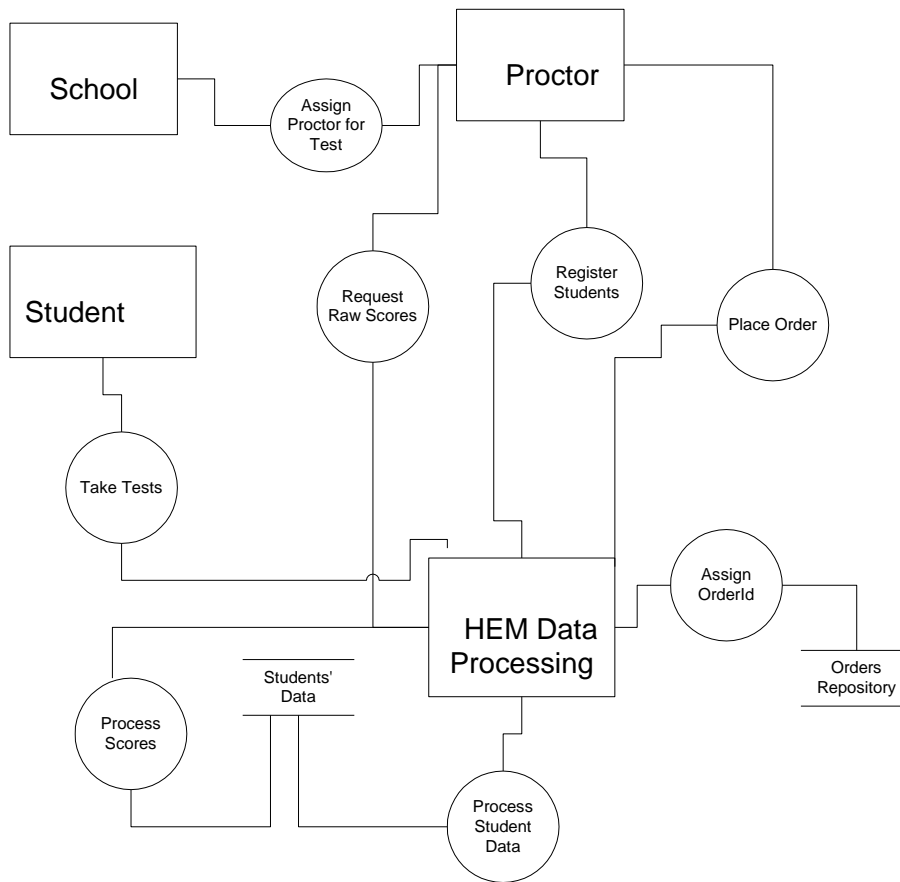 School
Proctor
Assign
Proctor for
Test
Student
Request
Raw Scores
Register
Students
Place Order
Take Tests
Assign
OrderId
HEM Data
Processing
Students'
Data
Orders
Repository
Process
Scores
Process
Student
Data